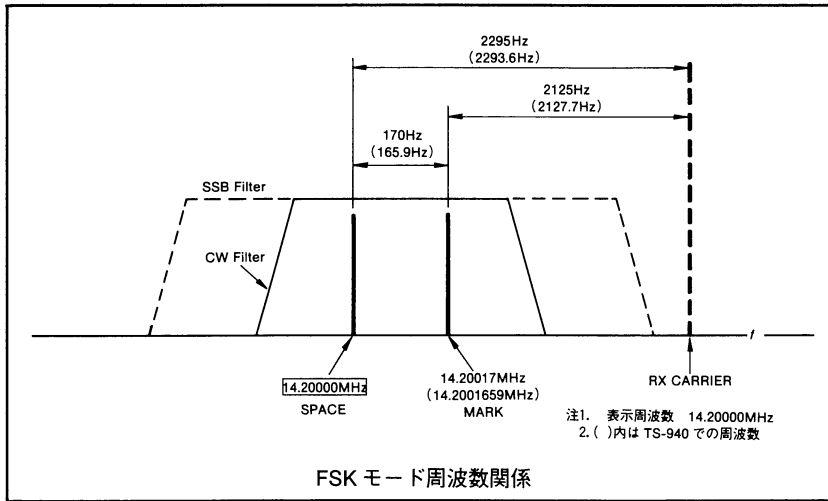 2295Hz
(2293.6Hz)
2125Hz
(2127.7Hz)
170Hz
(165.9Hz)
SSB Filter
CW Filter
f
14.20000MHz
SPACE
14.20017MHz
(14.2001659MHz)
MARK
RX CARRIER
注1. 表示周波数 14.20000MHz
2. ( )内は TS-940 での周波数
FSK モード周波数関係